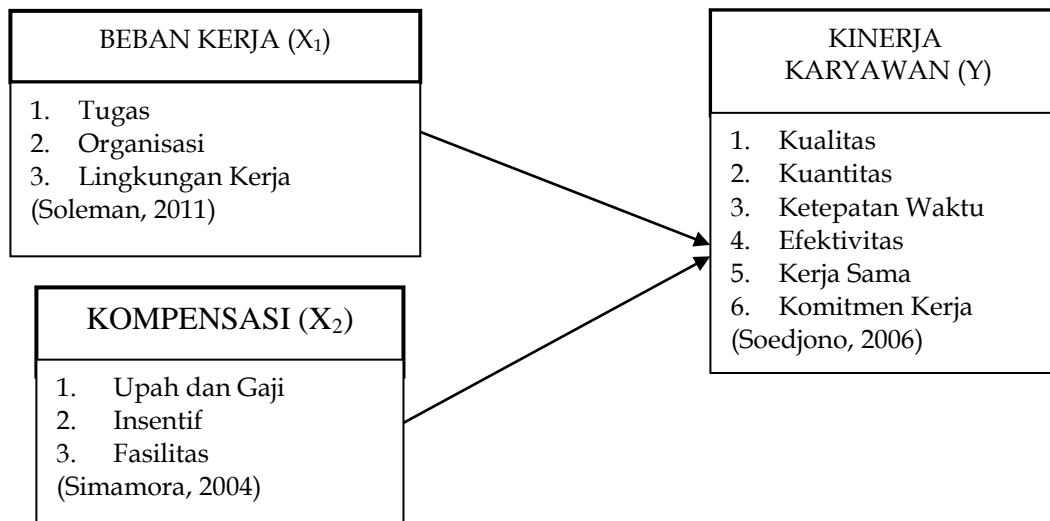 BEBAN KERJA (X₁)
1. Tugas
2. Organisasi
3. Lingkungan Kerja
(Soleman, 2011)
KOMPENSASI (X₂)
1. Upah dan Gaji
2. Insentif
3. Fasilitas
(Simamora, 2004)
KINERJA
KARYAWAN (Y)
1. Kualitas
2. Kuantitas
3. Ketepatan Waktu
4. Efektivitas
5. Kerja Sama
6. Komitmen Kerja
(Soedjono, 2006)